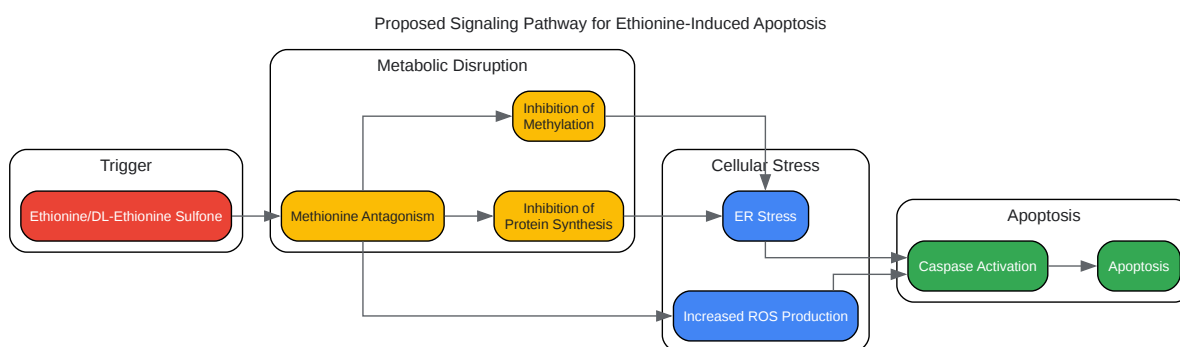 Proposed Signaling Pathway for Ethionine-Induced Apoptosis
Trigger
Ethionine/DL-Ethionine Sulfone
Metabolic Disruption
Inhibition of
Methylation
Methionine Antagonism
Inhibition of
Protein Synthesis
Cellular Stress
ER Stress
Increased ROS Production
Apoptosis
Caspase Activation
Apoptosis